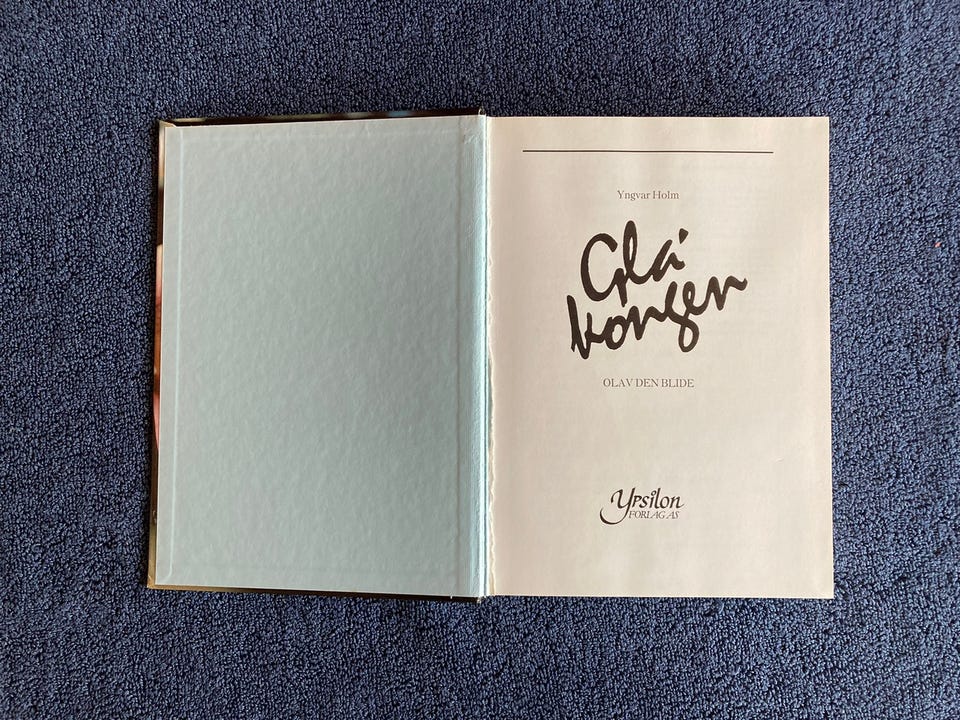 Yngvar Holm
Glá
kongen
OLAV DEN BLIDE
Ypsilon
FORLAG AS